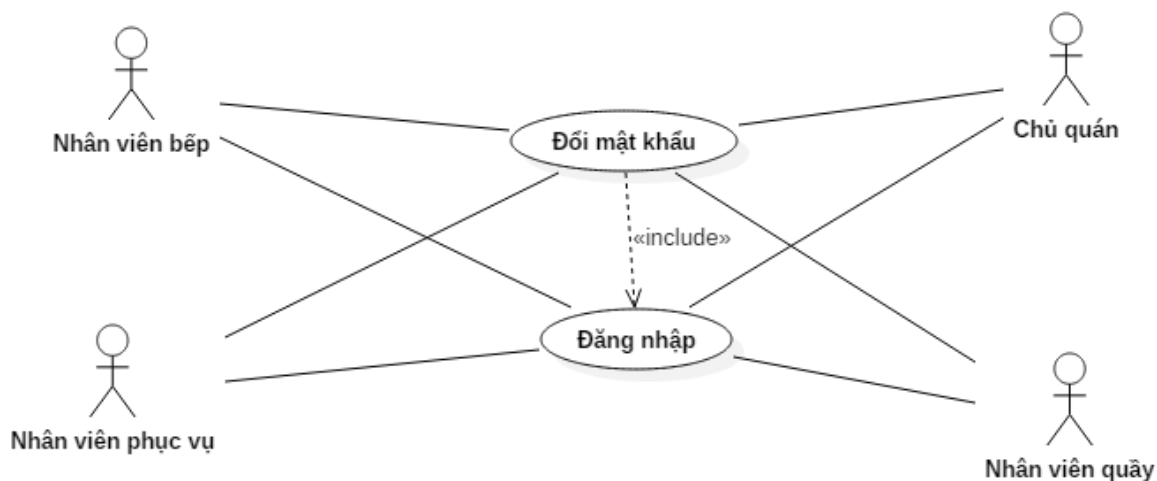 Nhân viên bếp
Chủ quán
Đổi mật khẩu
«include»
Đăng nhập
Nhân viên phục vụ
Nhân viên quầy